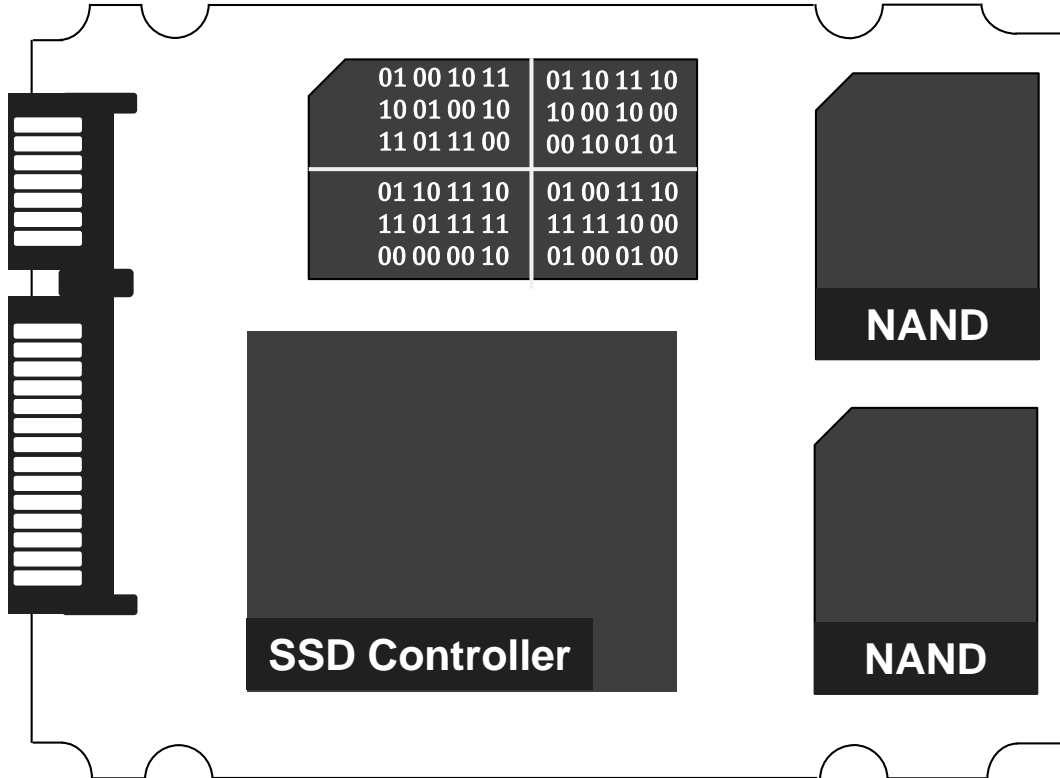 01 00 10 11
10 01 00 10
11 01 11 00
01 10 11 10
10 00 10 00
00 10 01 01
01 10 11 10
11 01 11 11
00 00 00 10
01 00 11 10
11 11 10 00
01 00 01 00
NAND
SSD Controller
NAND